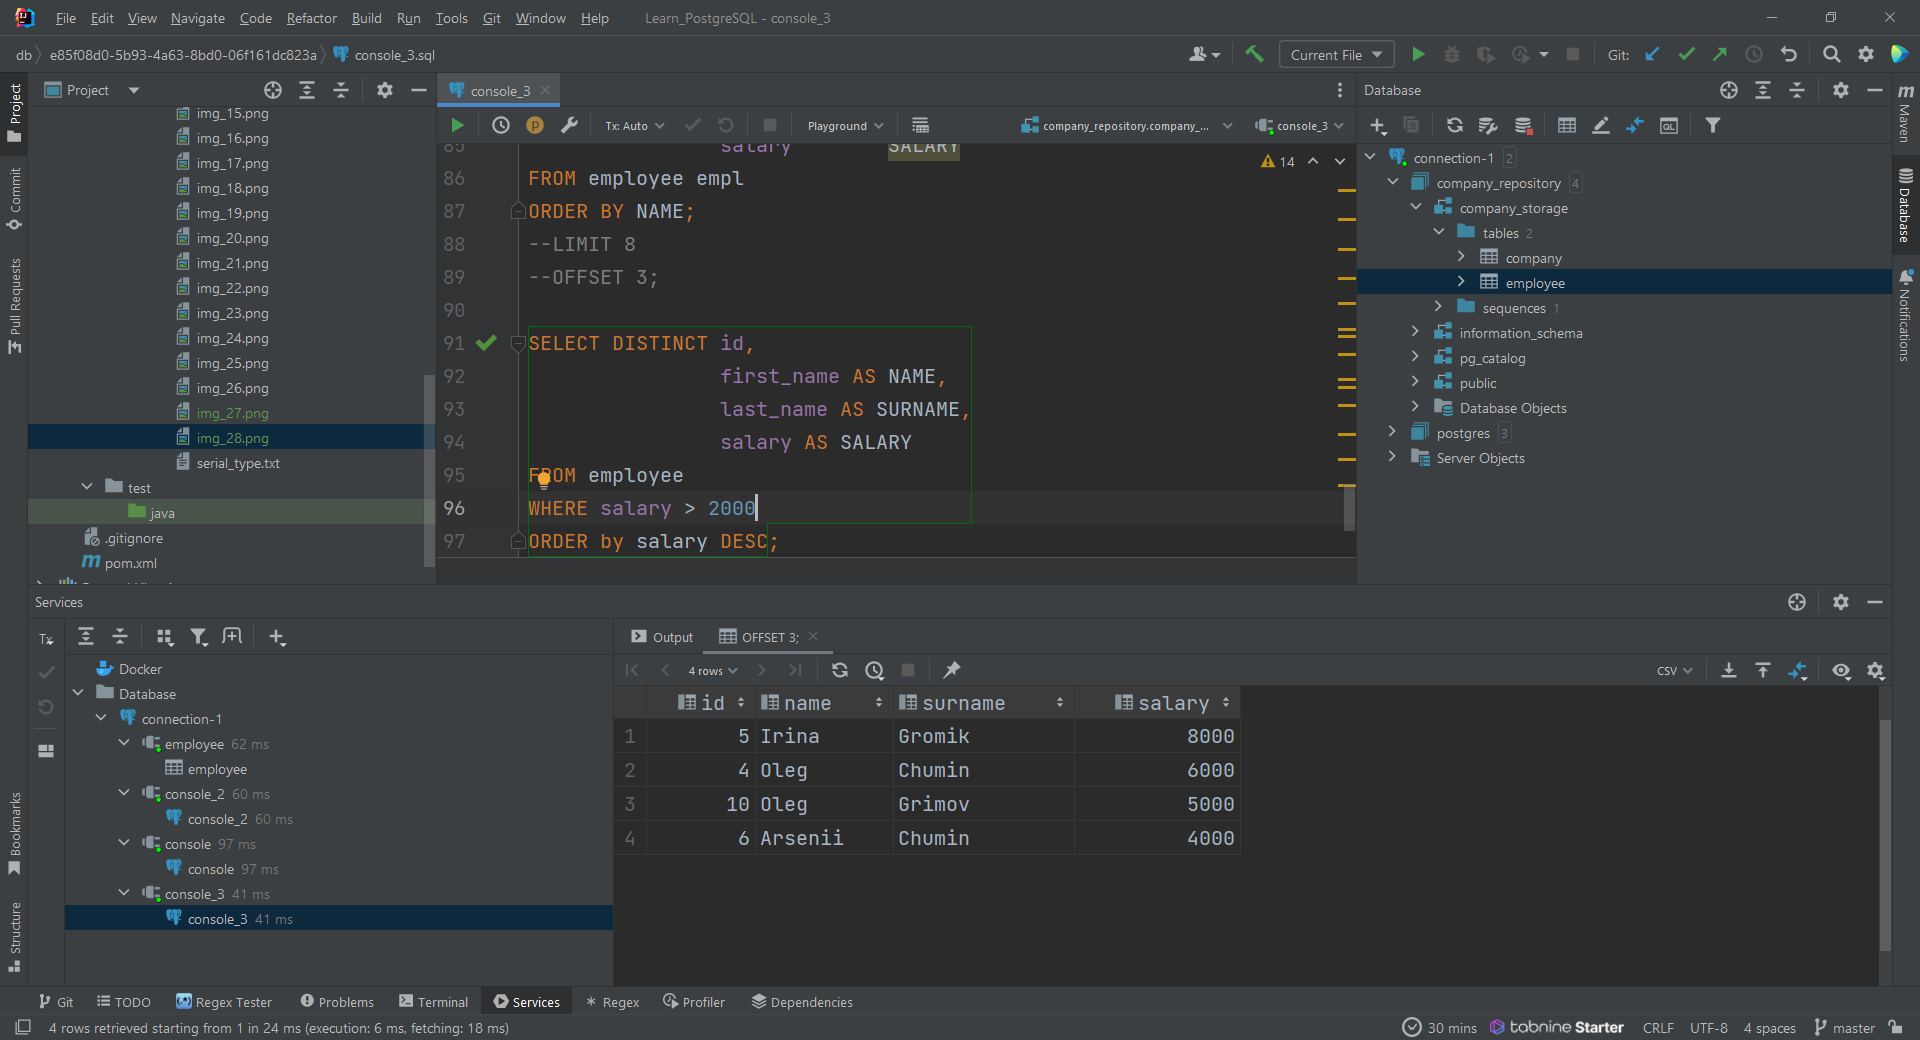 File Edit View Navigate Code Refactor Build Run Tools Git Window Help Learn_PostgreSQL - console_3
db e85f08d0-5b93-4a63-8bd0-06f161dc823a console_3.sql
Current File
Git:
Project
console_3
Database
img_15.png
img_16.png
img_17.png
img_18.png
img_19.png
img_20.png
img_21.png
img_22.png
img_23.png
img_24.png
img_25.png
img_26.png
img_27.png
img_28.png
serial_type.txt
test
java
.gitignore
pom.xml
Tx: Auto Playground company_repository.company_... console_3
14
85 salary SALARY
86 FROM employee empl
87 ORDER BY NAME;
88 --LIMIT 8
89 --OFFSET 3;
90
91 SELECT DISTINCT id,
92 first_name AS NAME,
93 last_name AS SURNAME,
94 salary AS SALARY
95 FROM employee
96 WHERE salary > 2000
97 ORDER by salary DESC;
connection-1 2
company_repository 4
company_storage
tables 2
company
employee
sequences 1
information_schema
pg_catalog
public
Database Objects
postgres 3
Server Objects
Project
Commit
Pull Requests
Bookmarks
Structure
Maven
Database
Notifications
Services
Tx
Docker
Database
connection-1
employee 62 ms
employee
console_2 60 ms
console_2 60 ms
console 97 ms
console 97 ms
console_3 41 ms
console_3 41 ms
Output OFFSET 3;
4 rows CSV
id name surname salary
1 5 Irina Gromik 8000
2 4 Oleg Chumin 6000
3 10 Oleg Grimov 5000
4 6 Arsenii Chumin 4000
Git TODO Regex Tester Problems Terminal Services Regex Profiler Dependencies
4 rows retrieved starting from 1 in 24 ms (execution: 6 ms, fetching: 18 ms)
30 mins tabnine Starter CRLF UTF-8 4 spaces master